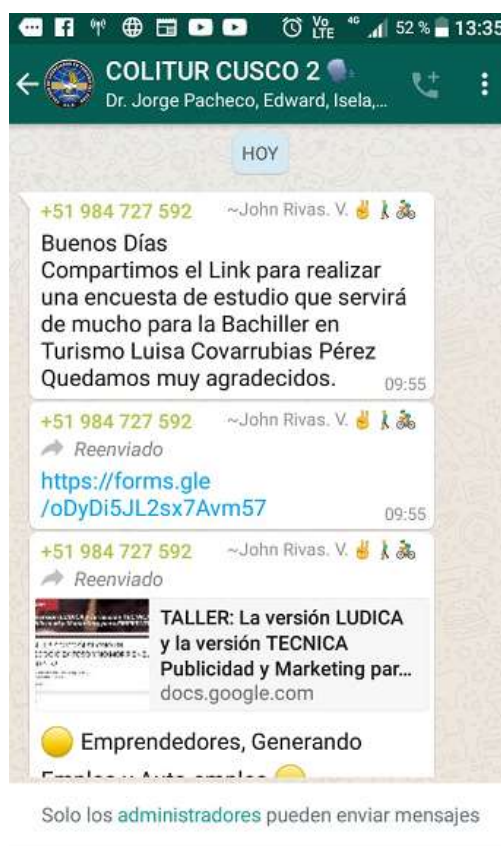 Vo LTE 4G 52 % 13:35
COLITUR CUSCO 2
Dr. Jorge Pacheco, Edward, Isela,...
HOY
+51 984 727 592 ~John Rivas. V.
Buenos Días
Compartimos el Link para realizar
una encuesta de estudio que servirá
de mucho para la Bachiller en
Turismo Luisa Covarrubias Pérez
Quedamos muy agradecidos. 09:55
+51 984 727 592 ~John Rivas. V.
Reenviado
https://forms.gle
/oDyDi5JL2sx7Avm57 09:55
+51 984 727 592 ~John Rivas. V.
Reenviado
TALLER: La versión LUDICA
y la versión TECNICA
Publicidad y Marketing par...
docs.google.com
Emprendedores, Generando
Solo los administradores pueden enviar mensajes